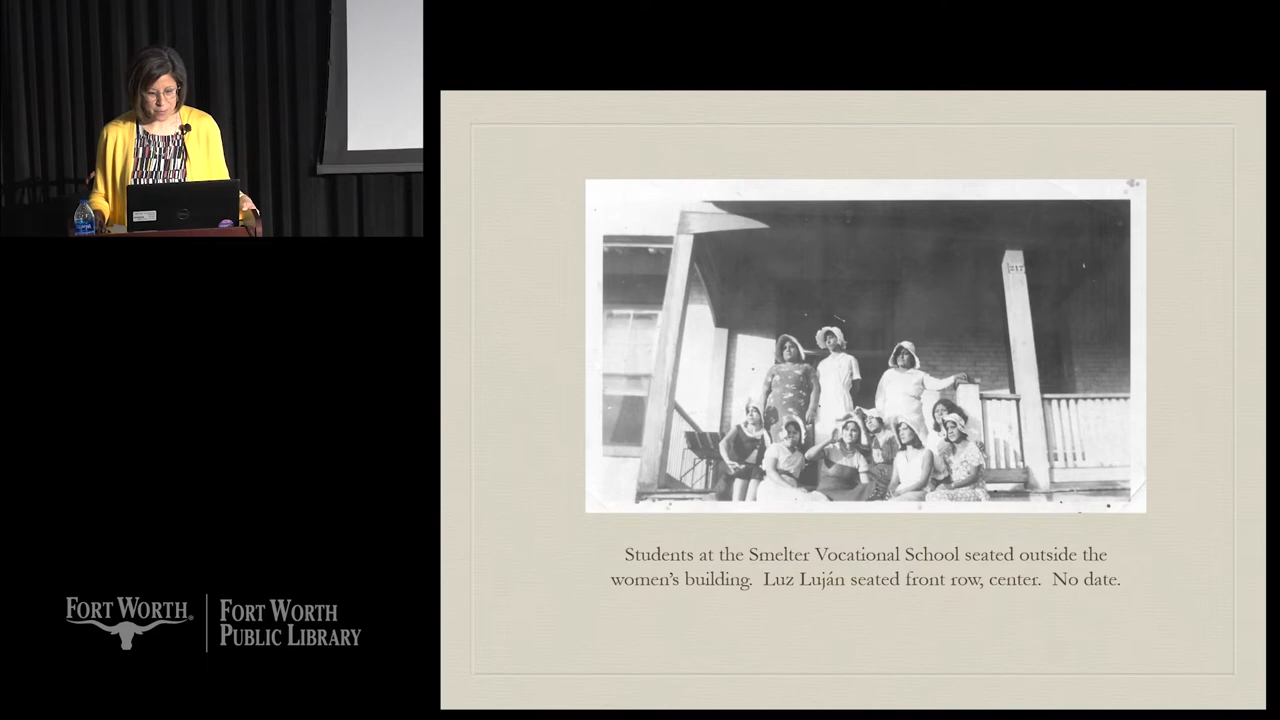 217
Students at the Smelter Vocational School seated outside the
women's building. Luz Luján seated front row, center. No date.
FORT WORTH®
FORT WORTH
PUBLIC LIBRARY